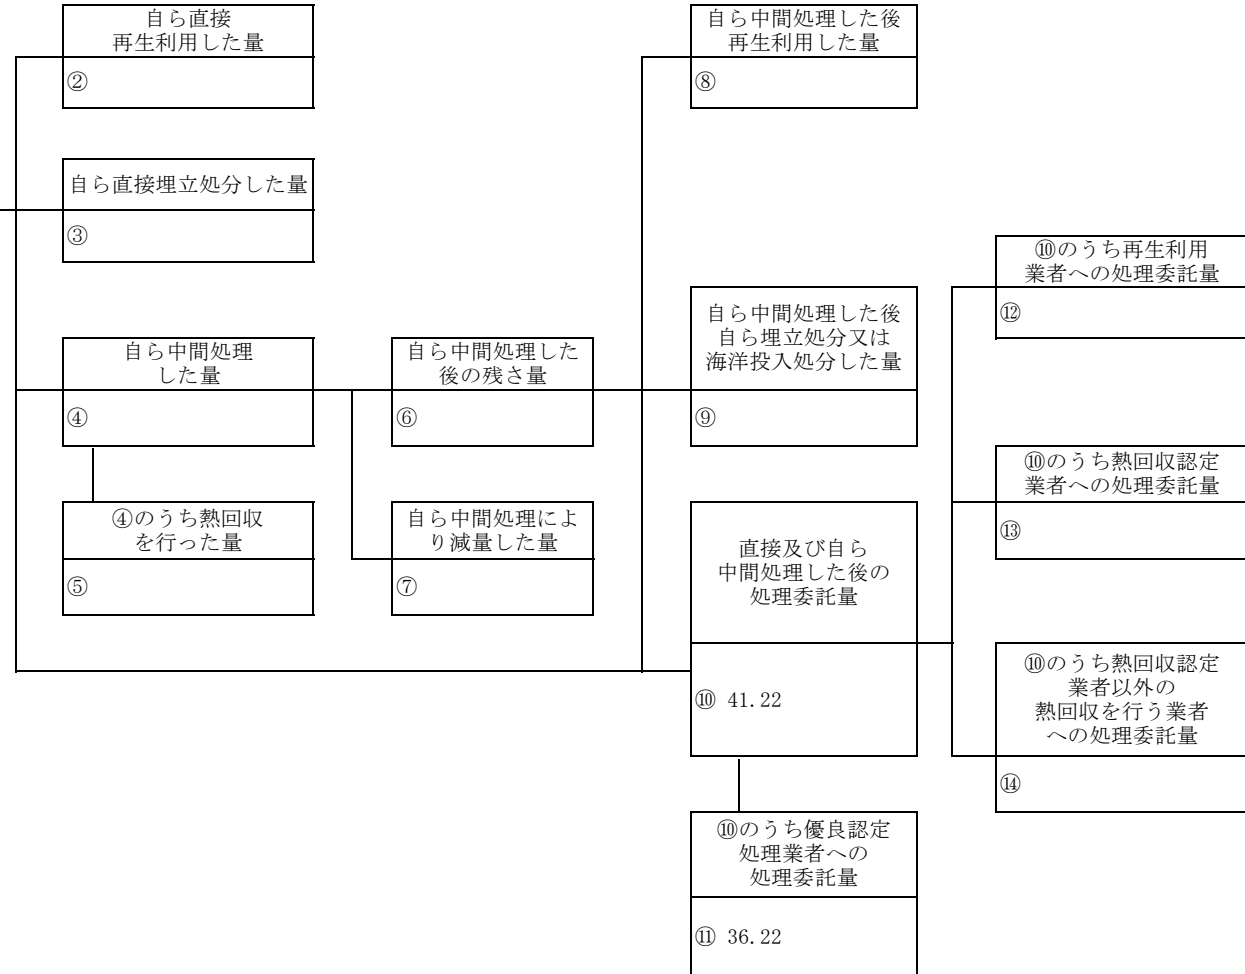 自ら直接
再生利用した量
②
自ら直接埋立処分した量
③
自ら中間処理
した量
④
④のうち熱回収
を行った量
⑤
自ら中間処理した
後の残さ量
⑥
自ら中間処理によ
り減量した量
⑦
自ら中間処理した後
再生利用した量
⑧
自ら中間処理した後
自ら埋立処分又は
海洋投入処分した量
⑨
直接及び自ら
中間処理した後の
処理委託量
⑩ 41.22
⑩のうち優良認定
処理業者への
処理委託量
⑪ 36.22
⑩のうち再生利用
業者への処理委託量
⑫
⑩のうち熱回収認定
業者への処理委託量
⑬
⑩のうち熱回収認定
業者以外の
熱回収を行う業者
への処理委託量
⑭